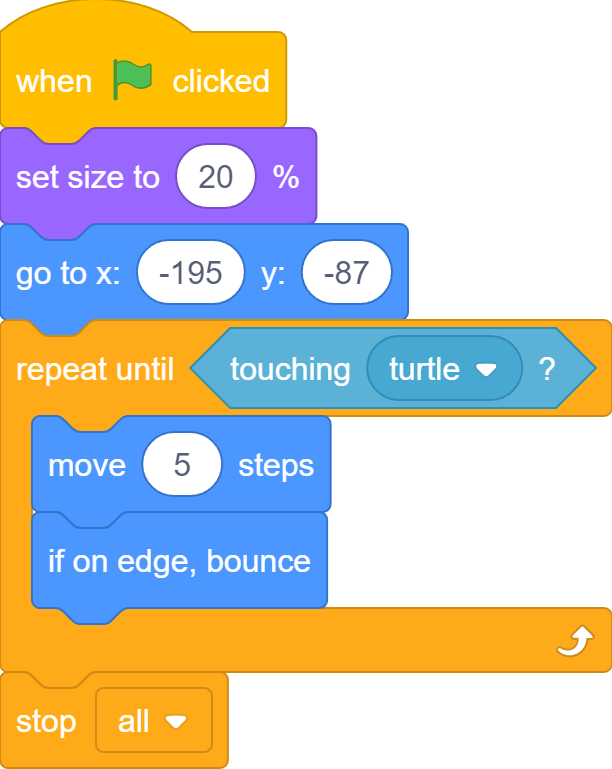 when clicked
set size to 20 %
go to x: -195 y: -87
repeat until touching turtle ?
move 5 steps
if on edge, bounce
stop all